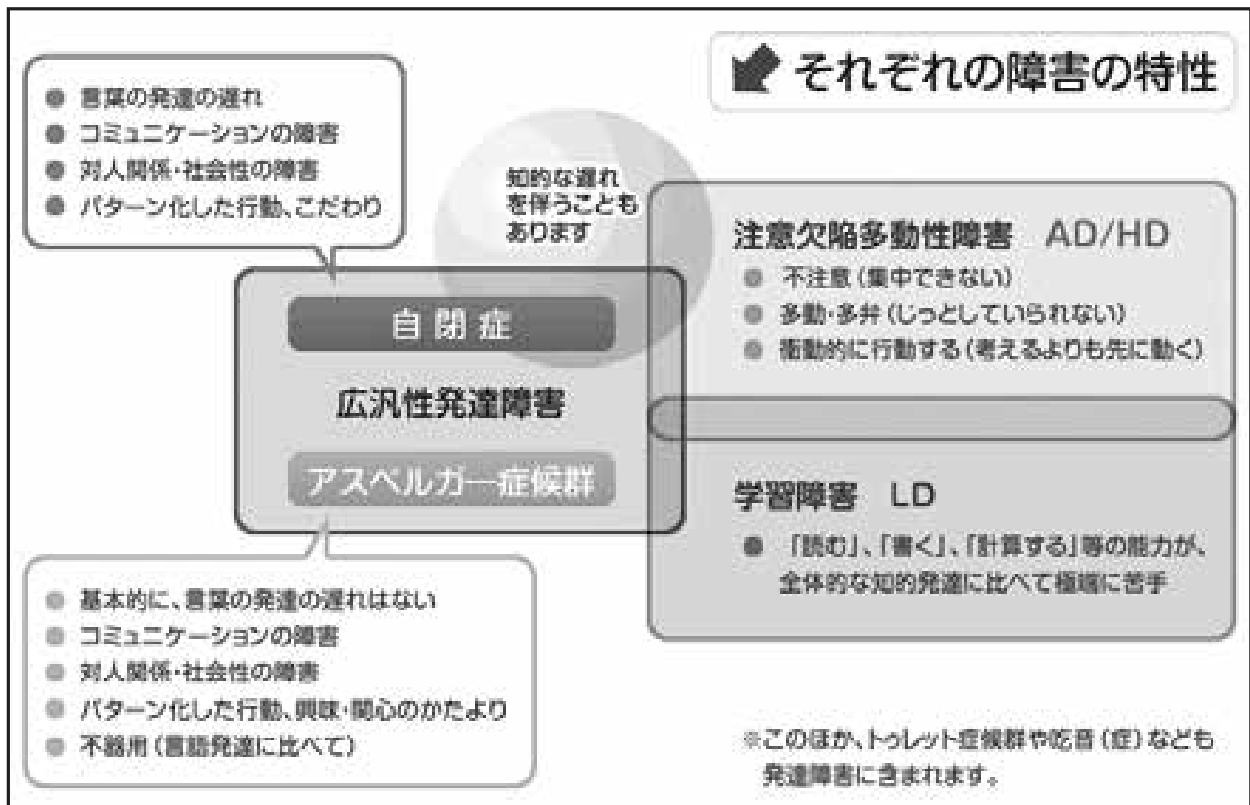 それぞれの障害の特性
● 言葉の発達の遅れ
● コミュニケーションの障害
● 対人関係・社会性の障害
● パターン化した行動、こだわり
知的な遅れ
を伴うことも
あります
自閉症
広汎性発達障害
アスペルガー症候群
● 基本的に、言葉の発達の遅れはない
● コミュニケーションの障害
● 対人関係・社会性の障害
● パターン化した行動、興味・関心のかたより
● 不器用(言語発達に比べて)
注意欠陥多動性障害 AD/HD
● 不注意(集中できない)
● 多動・多弁(じっとしていられない)
● 衝動的に行動する(考えるよりも先に動く)
学習障害 LD
● 「読む」、「書く」、「計算する」等の能力が、
全体的な知的発達に比べて極端に苦手
※このほか、トゥレット症候群や吃音(症)なども
発達障害に含まれます。